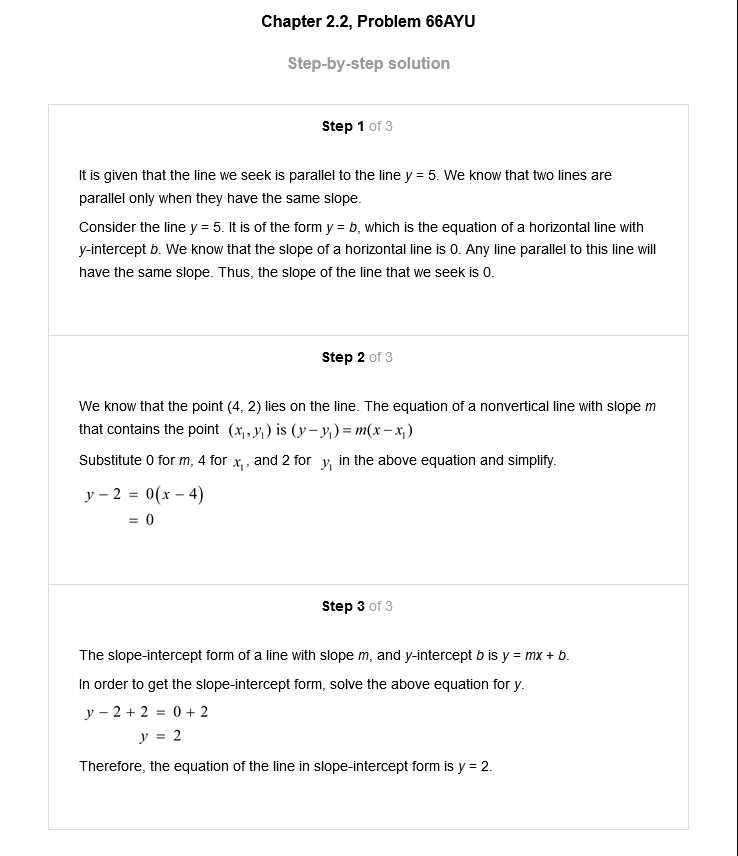 Chapter 2.2, Problem 66AYU
Step-by-step solution
Step 1 of 3
It is given that the line we seek is parallel to the line y = 5. We know that two lines are
parallel only when they have the same slope.
Consider the line y = 5. It is of the form y = b, which is the equation of a horizontal line with
y-intercept b. We know that the slope of a horizontal line is 0. Any line parallel to this line will
have the same slope. Thus, the slope of the line that we seek is 0.
Step 2 of 3
We know that the point (4, 2) lies on the line. The equation of a nonvertical line with slope m
that contains the point (x₁, y₁) is (y − y₁) = m(x − x₁)
Substitute 0 for m, 4 for x₁, and 2 for y₁ in the above equation and simplify.
y − 2 = 0(x − 4)
= 0
Step 3 of 3
The slope-intercept form of a line with slope m, and y-intercept b is y = mx + b.
In order to get the slope-intercept form, solve the above equation for y.
y − 2 + 2 = 0 + 2
y = 2
Therefore, the equation of the line in slope-intercept form is y = 2.